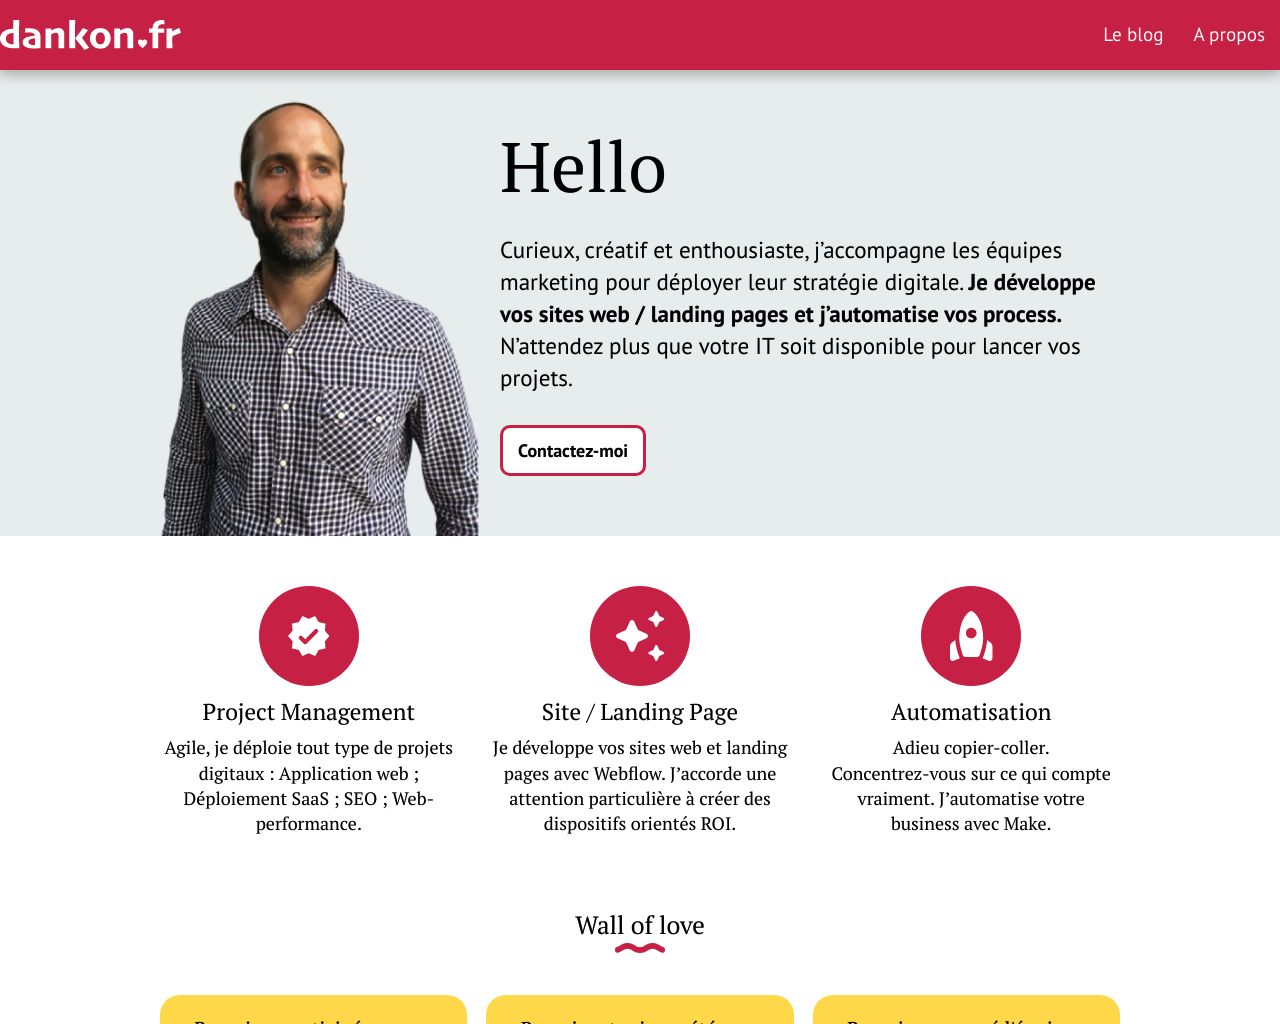 dankon.fr
Le blog
A propos
Hello
Curieux, créatif et enthousiaste, j’accompagne les équipes
marketing pour déployer leur stratégie digitale. Je développe
vos sites web / landing pages et j’automatise vos process.
N’attendez plus que votre IT soit disponible pour lancer vos
projets.
Contactez-moi
Project Management
Agile, je déploie tout type de projets
digitaux : Application web ;
Déploiement SaaS ; SEO ; Web-
performance.
Site / Landing Page
Je développe vos sites web et landing
pages avec Webflow. J’accorde une
attention particulière à créer des
dispositifs orientés ROI.
Automatisation
Adieu copier-coller.
Concentrez-vous sur ce qui compte
vraiment. J’automatise votre
business avec Make.
Wall of love